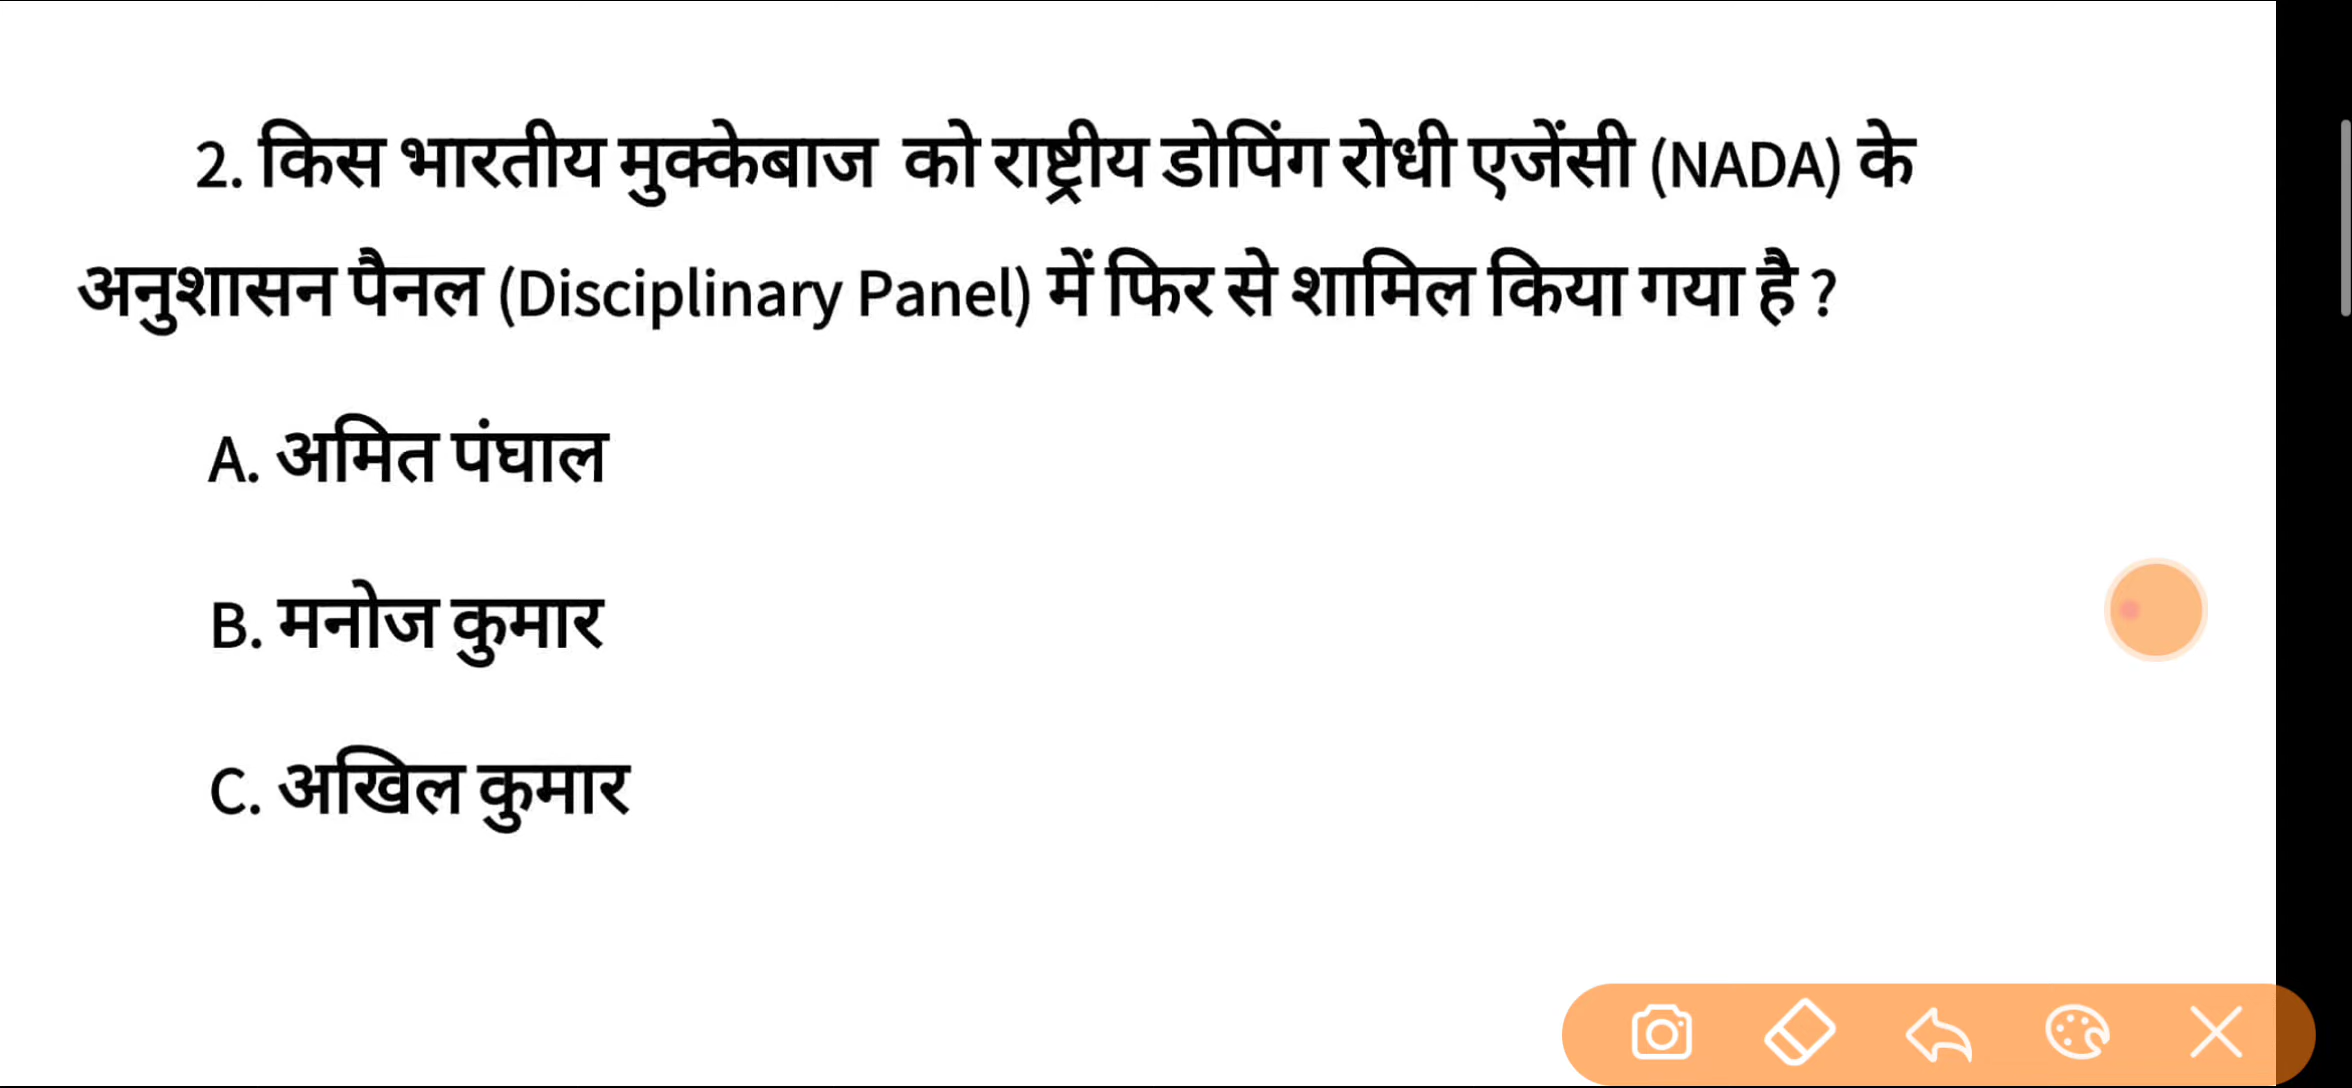 2. किस भारतीय मुक्केबाज को राष्ट्रीय डोपिंग रोधी एजेंसी (NADA) के
अनुशासन पैनल (Disciplinary Panel) में फिर से शामिल किया गया है ?
A. अमित पंघाल
B. मनोज कुमार
C. अखिल कुमार